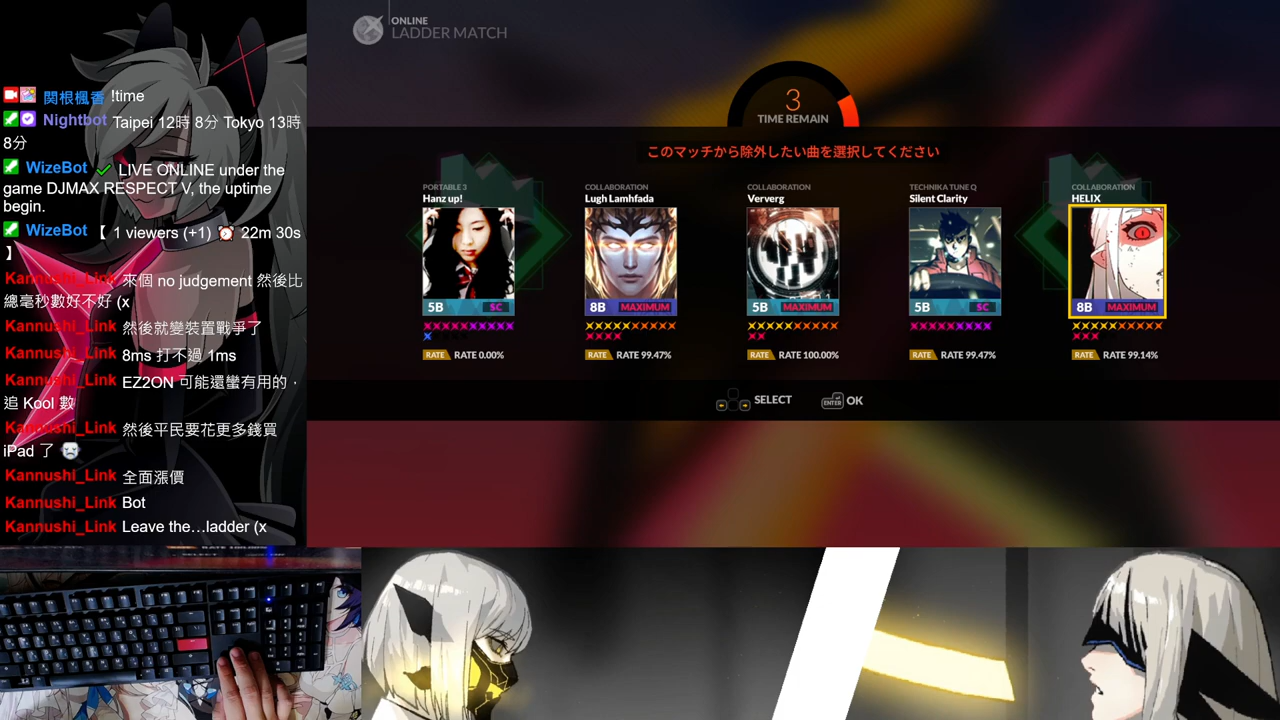 関根楓香 !time
Nightbot Taipei 12時 8分 Tokyo 13時
8分
WizeBot LIVE ONLINE under the
game DJMAX RESPECT V, the uptime
begin.
WizeBot 【 1 viewers (+1) ⏰ 22m 30s
】
Kannushi_Link 來個 no judgement 然後比
總毫秒數好不好 (x
Kannushi_Link 然後就變裝置戰爭了
Kannushi_Link 8ms 打不過 1ms
Kannushi_Link EZ2ON 可能還蠻有用的，
追 Kool 數
Kannushi_Link 然後平民要花更多錢買
iPad 了
Kannushi_Link 全面漲價
Kannushi_Link Bot
Kannushi_Link Leave the…ladder (x
ONLINE
LADDER MATCH
3
TIME REMAIN
このマッチから除外したい曲を選択してください
PORTABLE 3
Hanz up!
5B SC
RATE RATE 0.00%
COLLABORATION
Lugh Lamhfada
8B MAXIMUM
RATE RATE 99.47%
COLLABORATION
Ververg
5B MAXIMUM
RATE RATE 100.00%
TECHNIKA TUNE Q
Silent Clarity
5B SC
RATE RATE 99.47%
COLLABORATION
HELIX
8B MAXIMUM
RATE RATE 99.14%
SELECT
ENTER OK